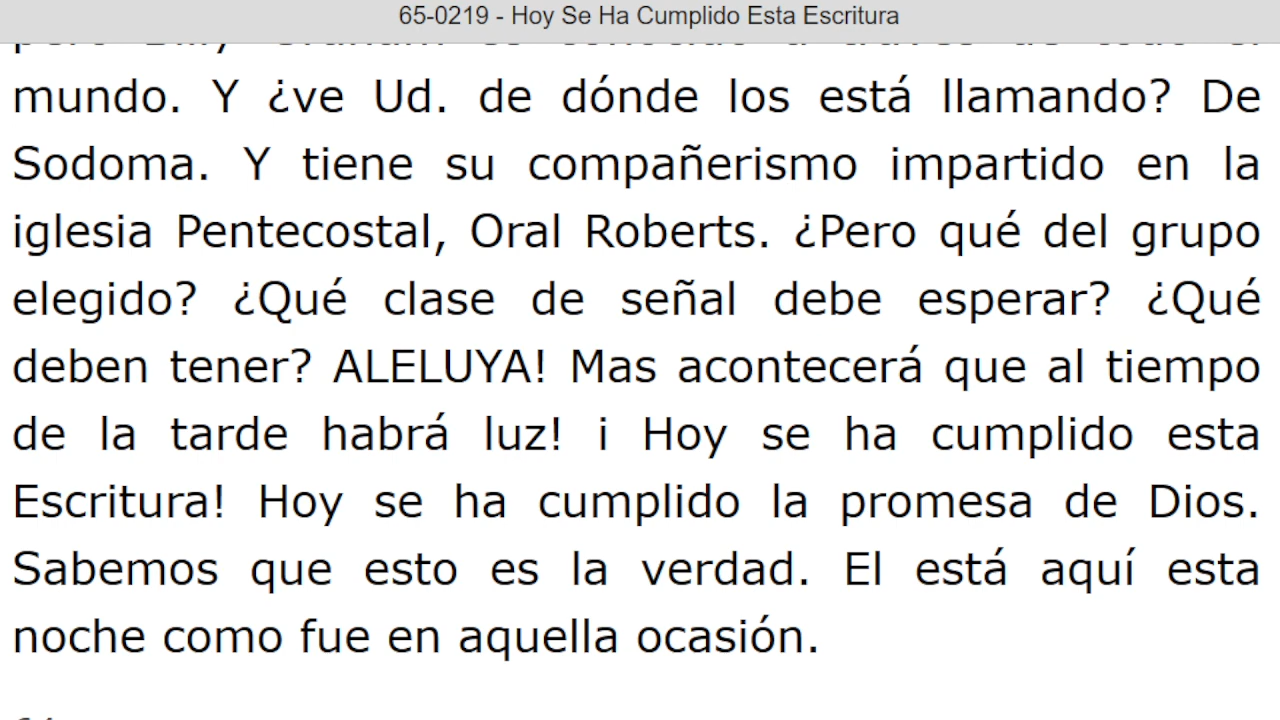 65-0219 - Hoy Se Ha Cumplido Esta Escritura
mundo. Y ¿ve Ud. de dónde los está llamando? De
Sodoma. Y tiene su compañerismo impartido en la
iglesia Pentecostal, Oral Roberts. ¿Pero qué del grupo
elegido? ¿Qué clase de señal debe esperar? ¿Qué
deben tener? ALELUYA! Mas acontecerá que al tiempo
de la tarde habrá luz! i Hoy se ha cumplido esta
Escritura! Hoy se ha cumplido la promesa de Dios.
Sabemos que esto es la verdad. El está aquí esta
noche como fue en aquella ocasión.